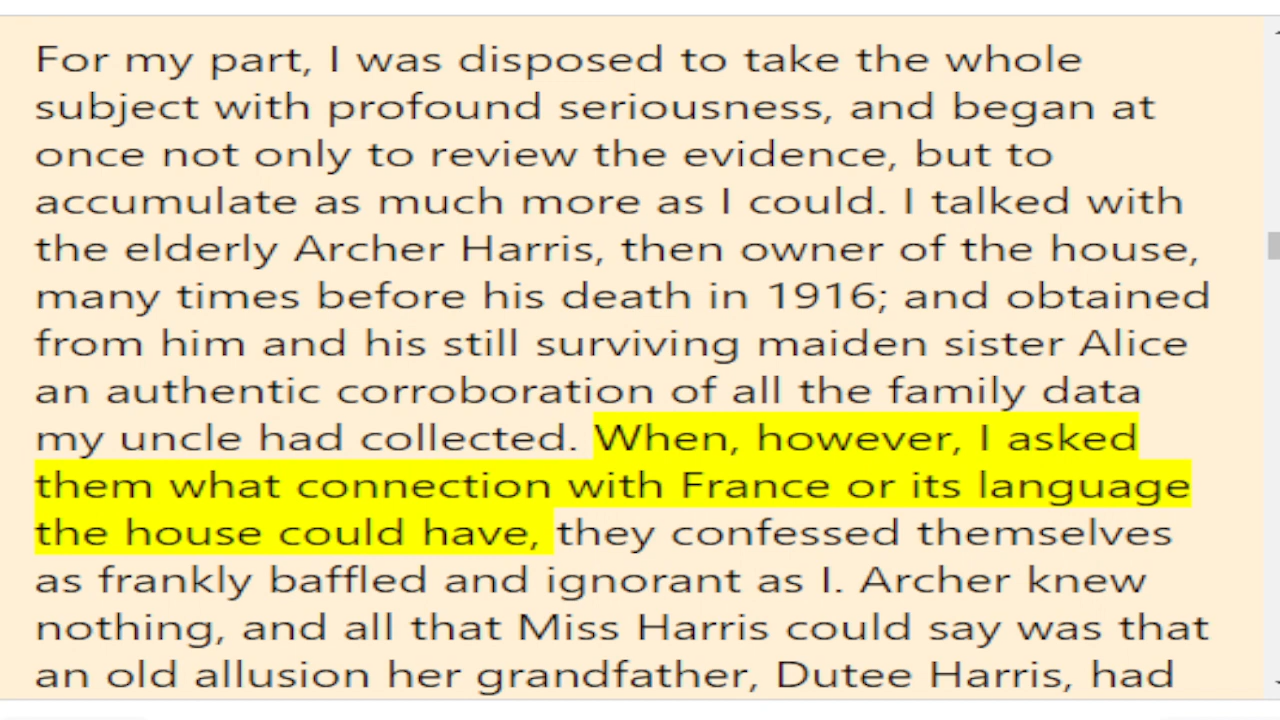 For my part, I was disposed to take the whole
subject with profound seriousness, and began at
once not only to review the evidence, but to
accumulate as much more as I could. I talked with
the elderly Archer Harris, then owner of the house,
many times before his death in 1916; and obtained
from him and his still surviving maiden sister Alice
an authentic corroboration of all the family data
my uncle had collected. When, however, I asked
them what connection with France or its language
the house could have, they confessed themselves
as frankly baffled and ignorant as I. Archer knew
nothing, and all that Miss Harris could say was that
an old allusion her grandfather, Dutee Harris, had